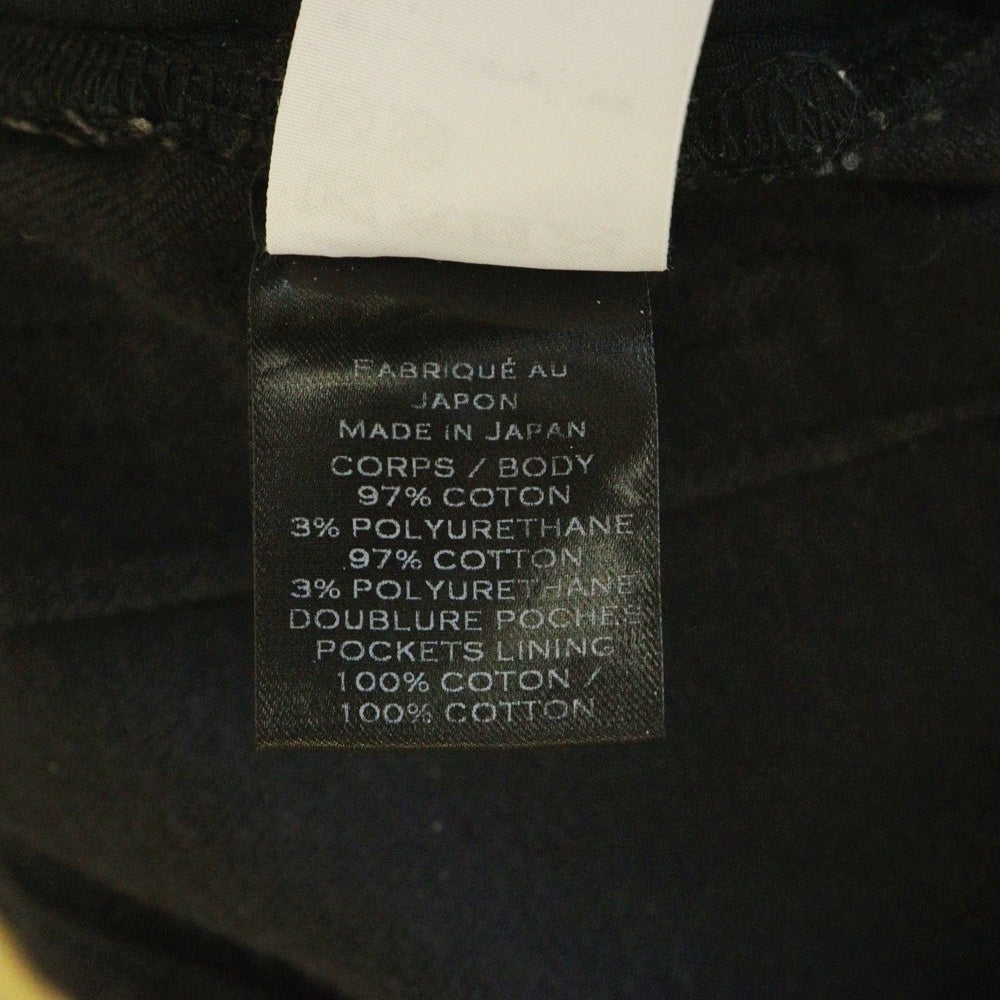 FABRIQUÉ AU
JAPON
MADE IN JAPAN
CORPS / BODY
97% COTON
3% POLYURETHANE
97% COTTON
3% POLYURETHANE
DOUBLURE POCHES
POCKETS LINING
100% COTON /
100% COTTON